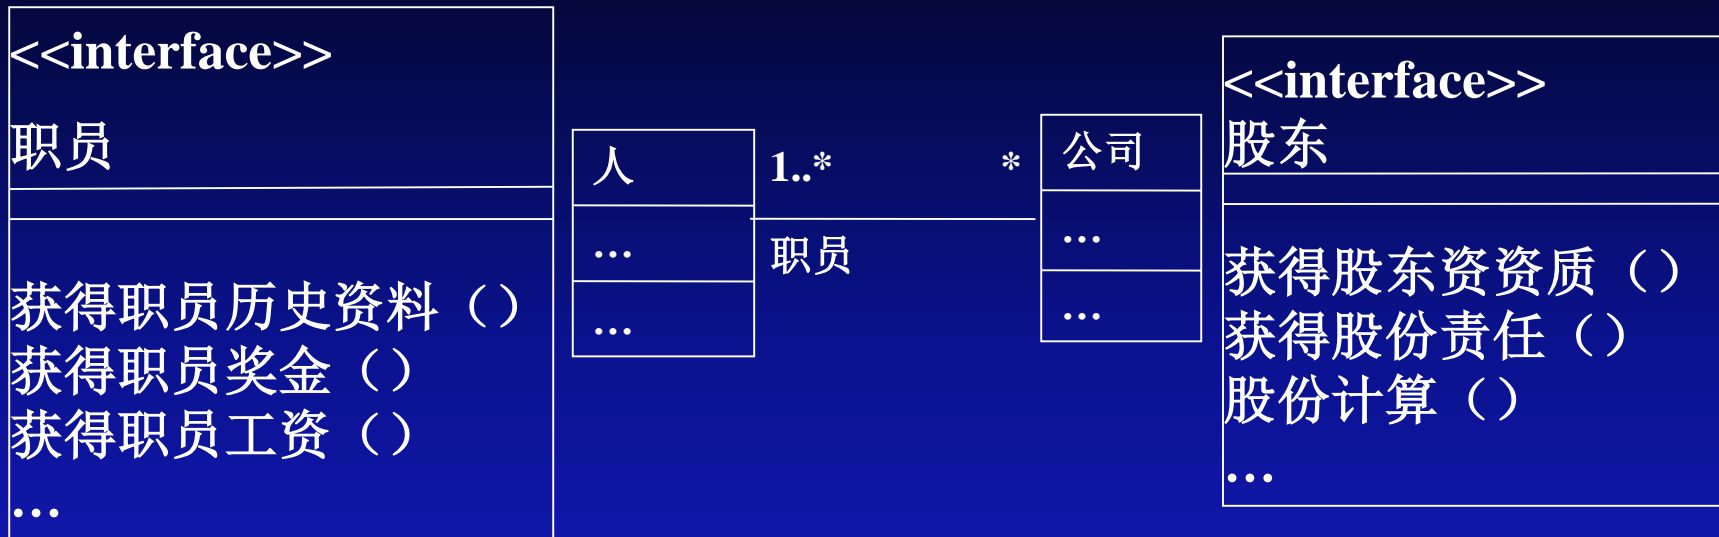 <<interface>>
职员
获得职员历史资料（）
获得职员奖金（）
获得职员工资（）
…
人
…
…
1..*
*
职员
公司
…
…
<<interface>>
股东
获得股东资资质（）
获得股份责任（）
股份计算（）
…